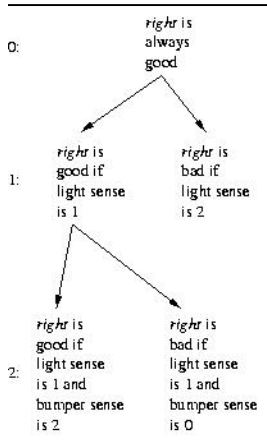 0:
right is
always
good
1:
right is
good if
light sense
is 1
right is
bad if
light sense
is 2
2:
right is
good if
light sense
is 1 and
bumper sense
is 2
right is
bad if
light sense
is 1 and
bumper sense
is 0